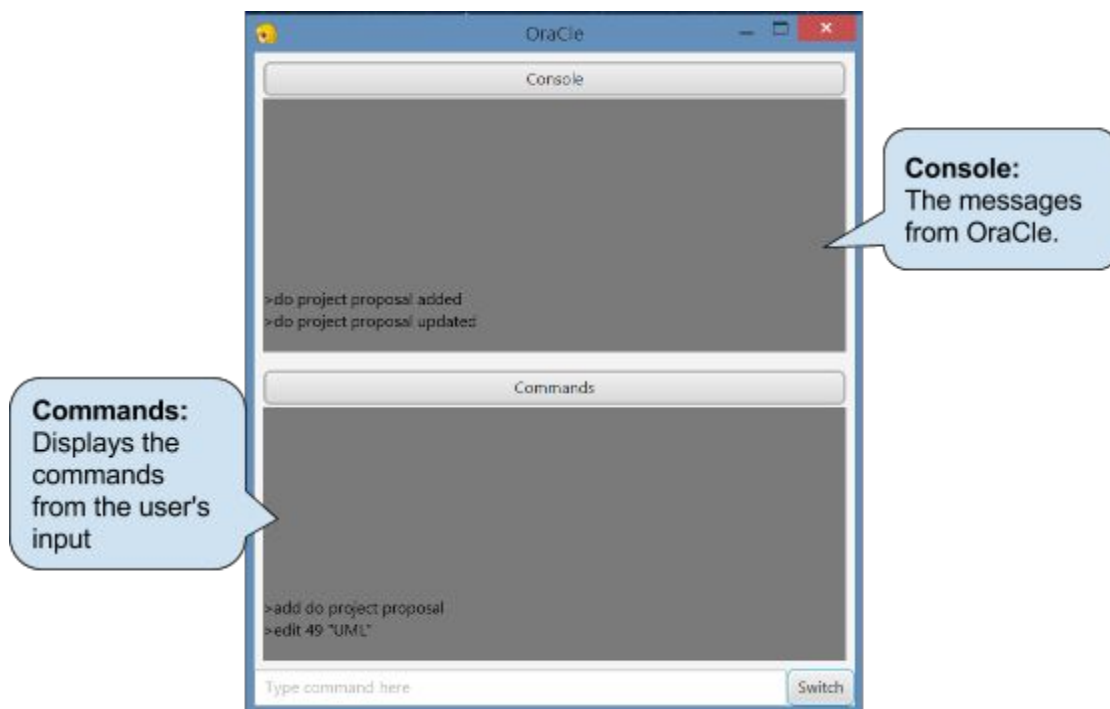 OraCle
Console
Console:
The messages
from OraCle.
>do project proposal added
>do project proposal updated
Commands
Commands:
Displays the
commands
from the user's
input
>add do project proposal
>edit 49 "UML"
Type command here
Switch